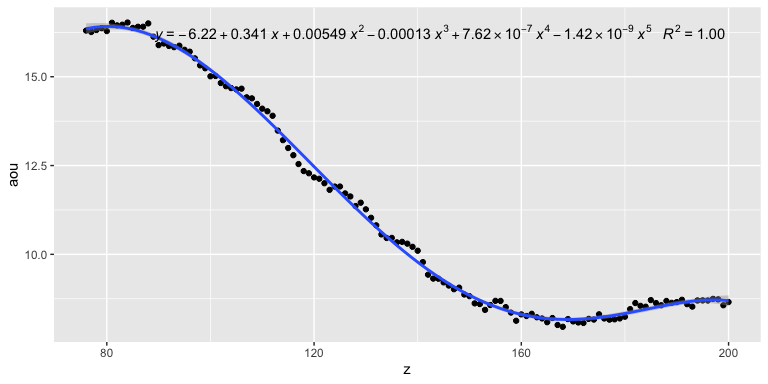 y = −6.22 + 0.341 x + 0.00549 x² − 0.00013 x³ + 7.62 × 10⁻⁷ x⁴ − 1.42 × 10⁻⁹ x⁵ R² = 1.00
15.0
12.5
10.0
aou
80 120 160 200
z